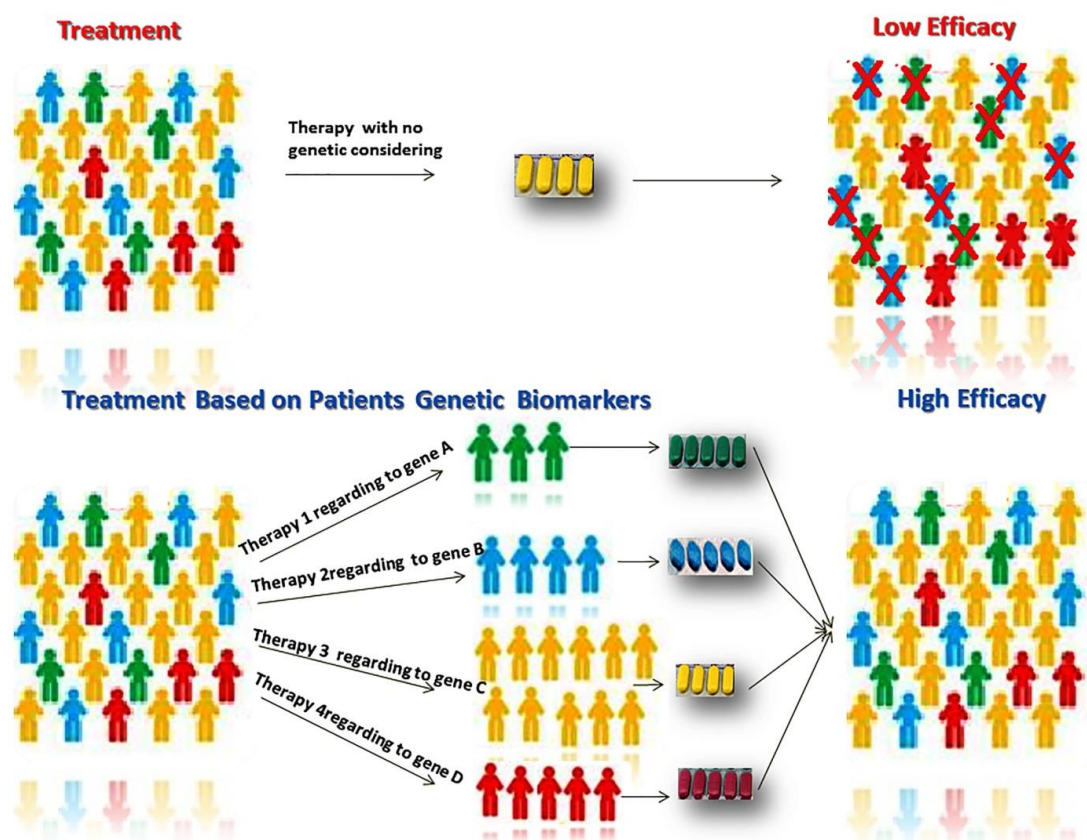 Treatment
Low Efficacy
Therapy with no
genetic considering
Treatment Based on Patients Genetic Biomarkers
High Efficacy
Therapy 1 regarding to gene A
Therapy 2regarding to gene B
Therapy 3 regarding to gene C
Therapy 4regarding to gene D